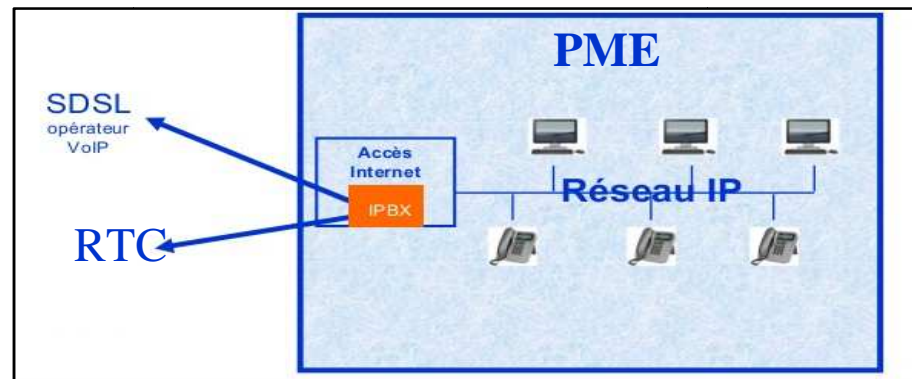 PME
SDSL
opérateur
VoIP
Accès
Internet
IPBX
Réseau IP
RTC